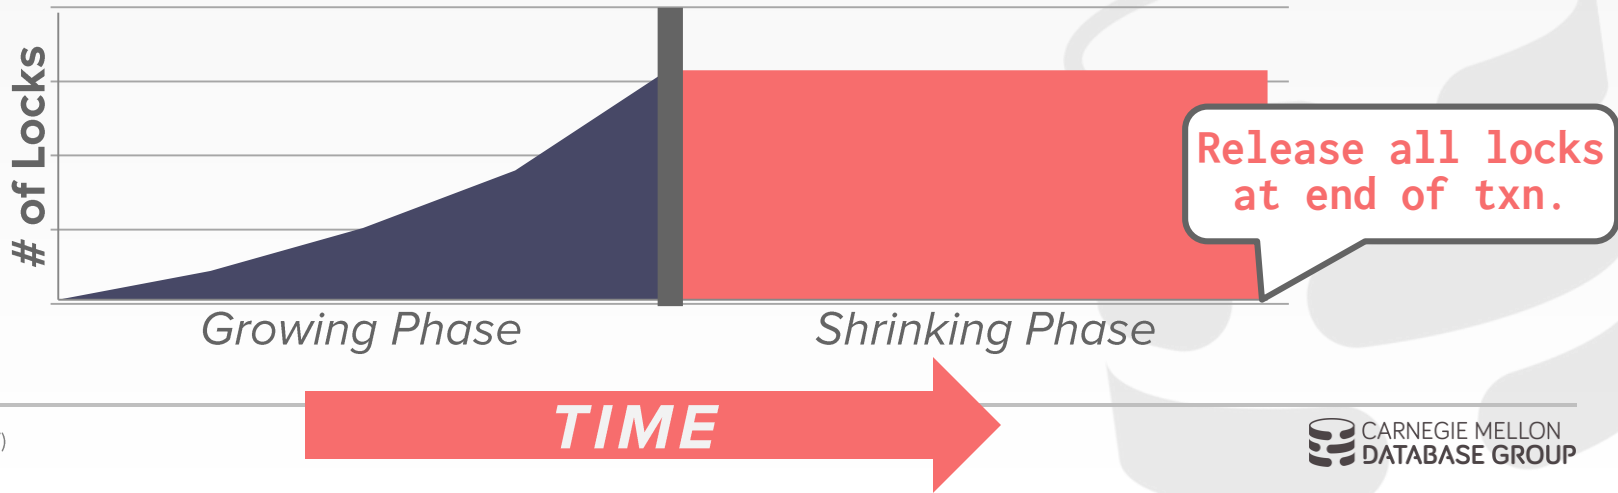 # of Locks
Release all locks
at end of txn.
Growing Phase
Shrinking Phase
TIME
)
CARNEGIE MELLON
DATABASE GROUP